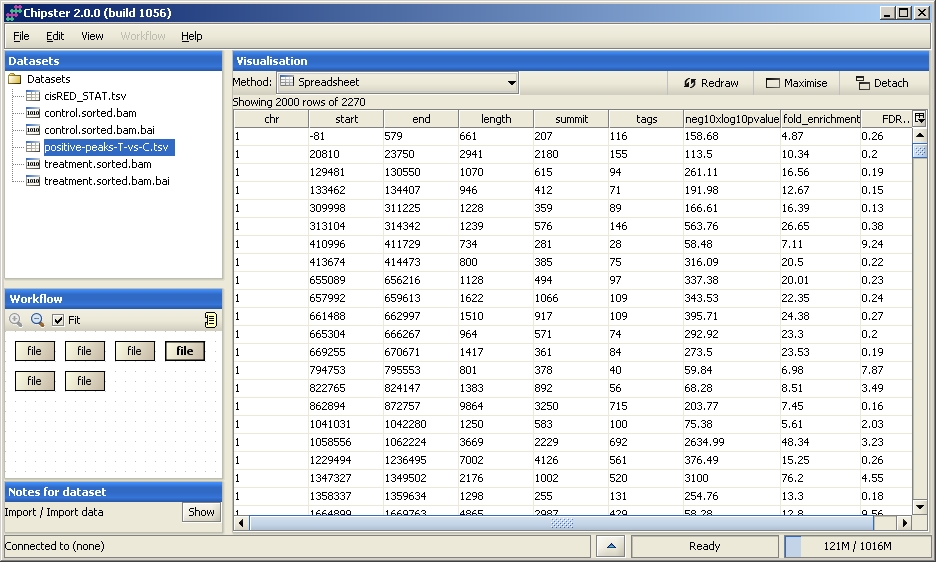 Chipster 2.0.0 (build 1056)
File Edit View Workflow Help
Datasets
Datasets
cisRED_STAT.tsv
control.sorted.bam
control.sorted.bam.bai
positive-peaks-T-vs-C.tsv
treatment.sorted.bam
treatment.sorted.bam.bai
Workflow
Fit
file file file file
file file
Notes for dataset
Import / Import data Show
Visualisation
Method: Spreadsheet Redraw Maximise Detach
Showing 2000 rows of 2270
chr start end length summit tags neg10xlog10pvalue fold_enrichment FDR...
1 -81 579 661 207 116 158.68 4.87 0.26
1 20810 23750 2941 2180 155 113.5 10.34 0.2
1 129481 130550 1070 615 94 261.11 16.56 0.19
1 133462 134407 946 412 71 191.98 12.67 0.15
1 309998 311225 1228 359 89 166.61 16.39 0.13
1 313104 314342 1239 576 146 563.76 26.65 0.38
1 410996 411729 734 281 28 58.48 7.11 9.24
1 413674 414473 800 385 75 316.09 20.5 0.22
1 655089 656216 1128 494 97 337.38 20.01 0.23
1 657992 659613 1622 1066 109 343.53 22.35 0.24
1 661488 662997 1510 917 109 395.71 24.38 0.27
1 665304 666267 964 571 74 292.92 23.3 0.2
1 669255 670671 1417 361 84 273.5 23.53 0.19
1 794753 795553 801 378 40 59.84 6.98 7.87
1 822765 824147 1383 892 56 68.28 8.51 3.49
1 862894 872757 9864 3250 715 203.77 7.45 0.16
1 1041031 1042280 1250 583 100 75.38 5.61 2.03
1 1058556 1062224 3669 2229 692 2634.99 48.34 3.23
1 1229494 1236495 7002 4126 561 376.49 15.25 0.26
1 1347327 1349502 2176 1002 520 3100 76.2 4.55
1 1358337 1359634 1298 255 131 254.76 13.3 0.18
1 1664899 1669763 4865 2987 429 58.28 12.8 9.56
Connected to (none) Ready 121M / 1016M